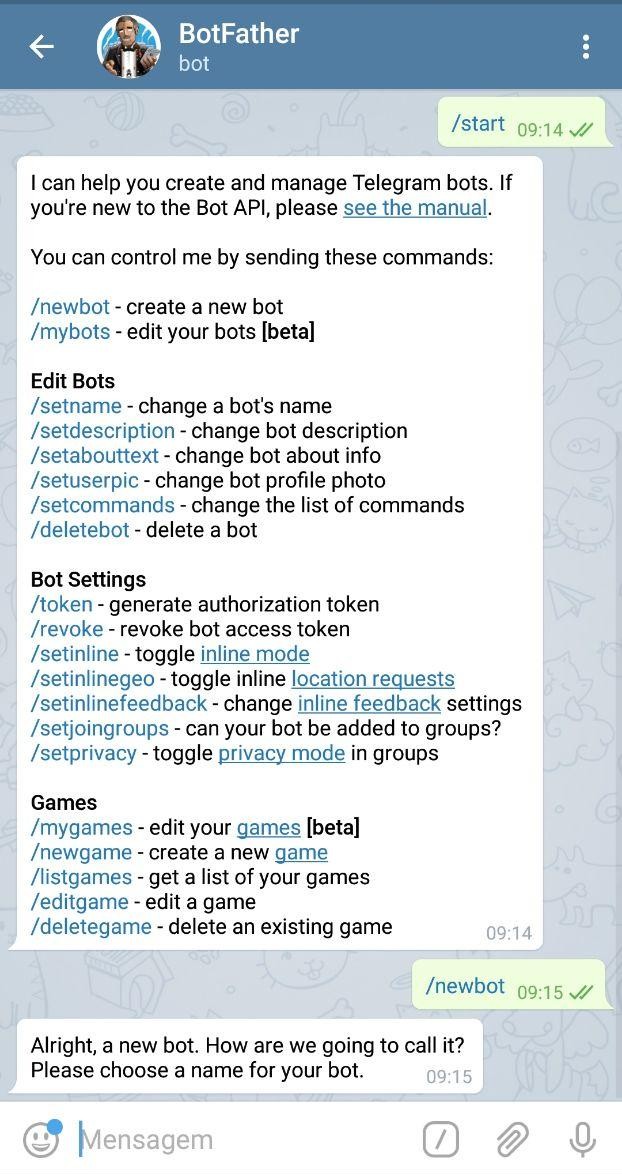 BotFather
bot
/start 09:14
I can help you create and manage Telegram bots. If
you're new to the Bot API, please see the manual.
You can control me by sending these commands:
/newbot - create a new bot
/mybots - edit your bots [beta]
Edit Bots
/setname - change a bot's name
/setdescription - change bot description
/setabouttext - change bot about info
/setuserpic - change bot profile photo
/setcommands - change the list of commands
/deletebot - delete a bot
Bot Settings
/token - generate authorization token
/revoke - revoke bot access token
/setinline - toggle inline mode
/setinlinegeo - toggle inline location requests
/setinlinefeedback - change inline feedback settings
/setjoingroups - can your bot be added to groups?
/setprivacy - toggle privacy mode in groups
Games
/mygames - edit your games [beta]
/newgame - create a new game
/listgames - get a list of your games
/editgame - edit a game
/deletegame - delete an existing game
09:14
/newbot 09:15
Alright, a new bot. How are we going to call it?
Please choose a name for your bot. 09:15
Mensagem